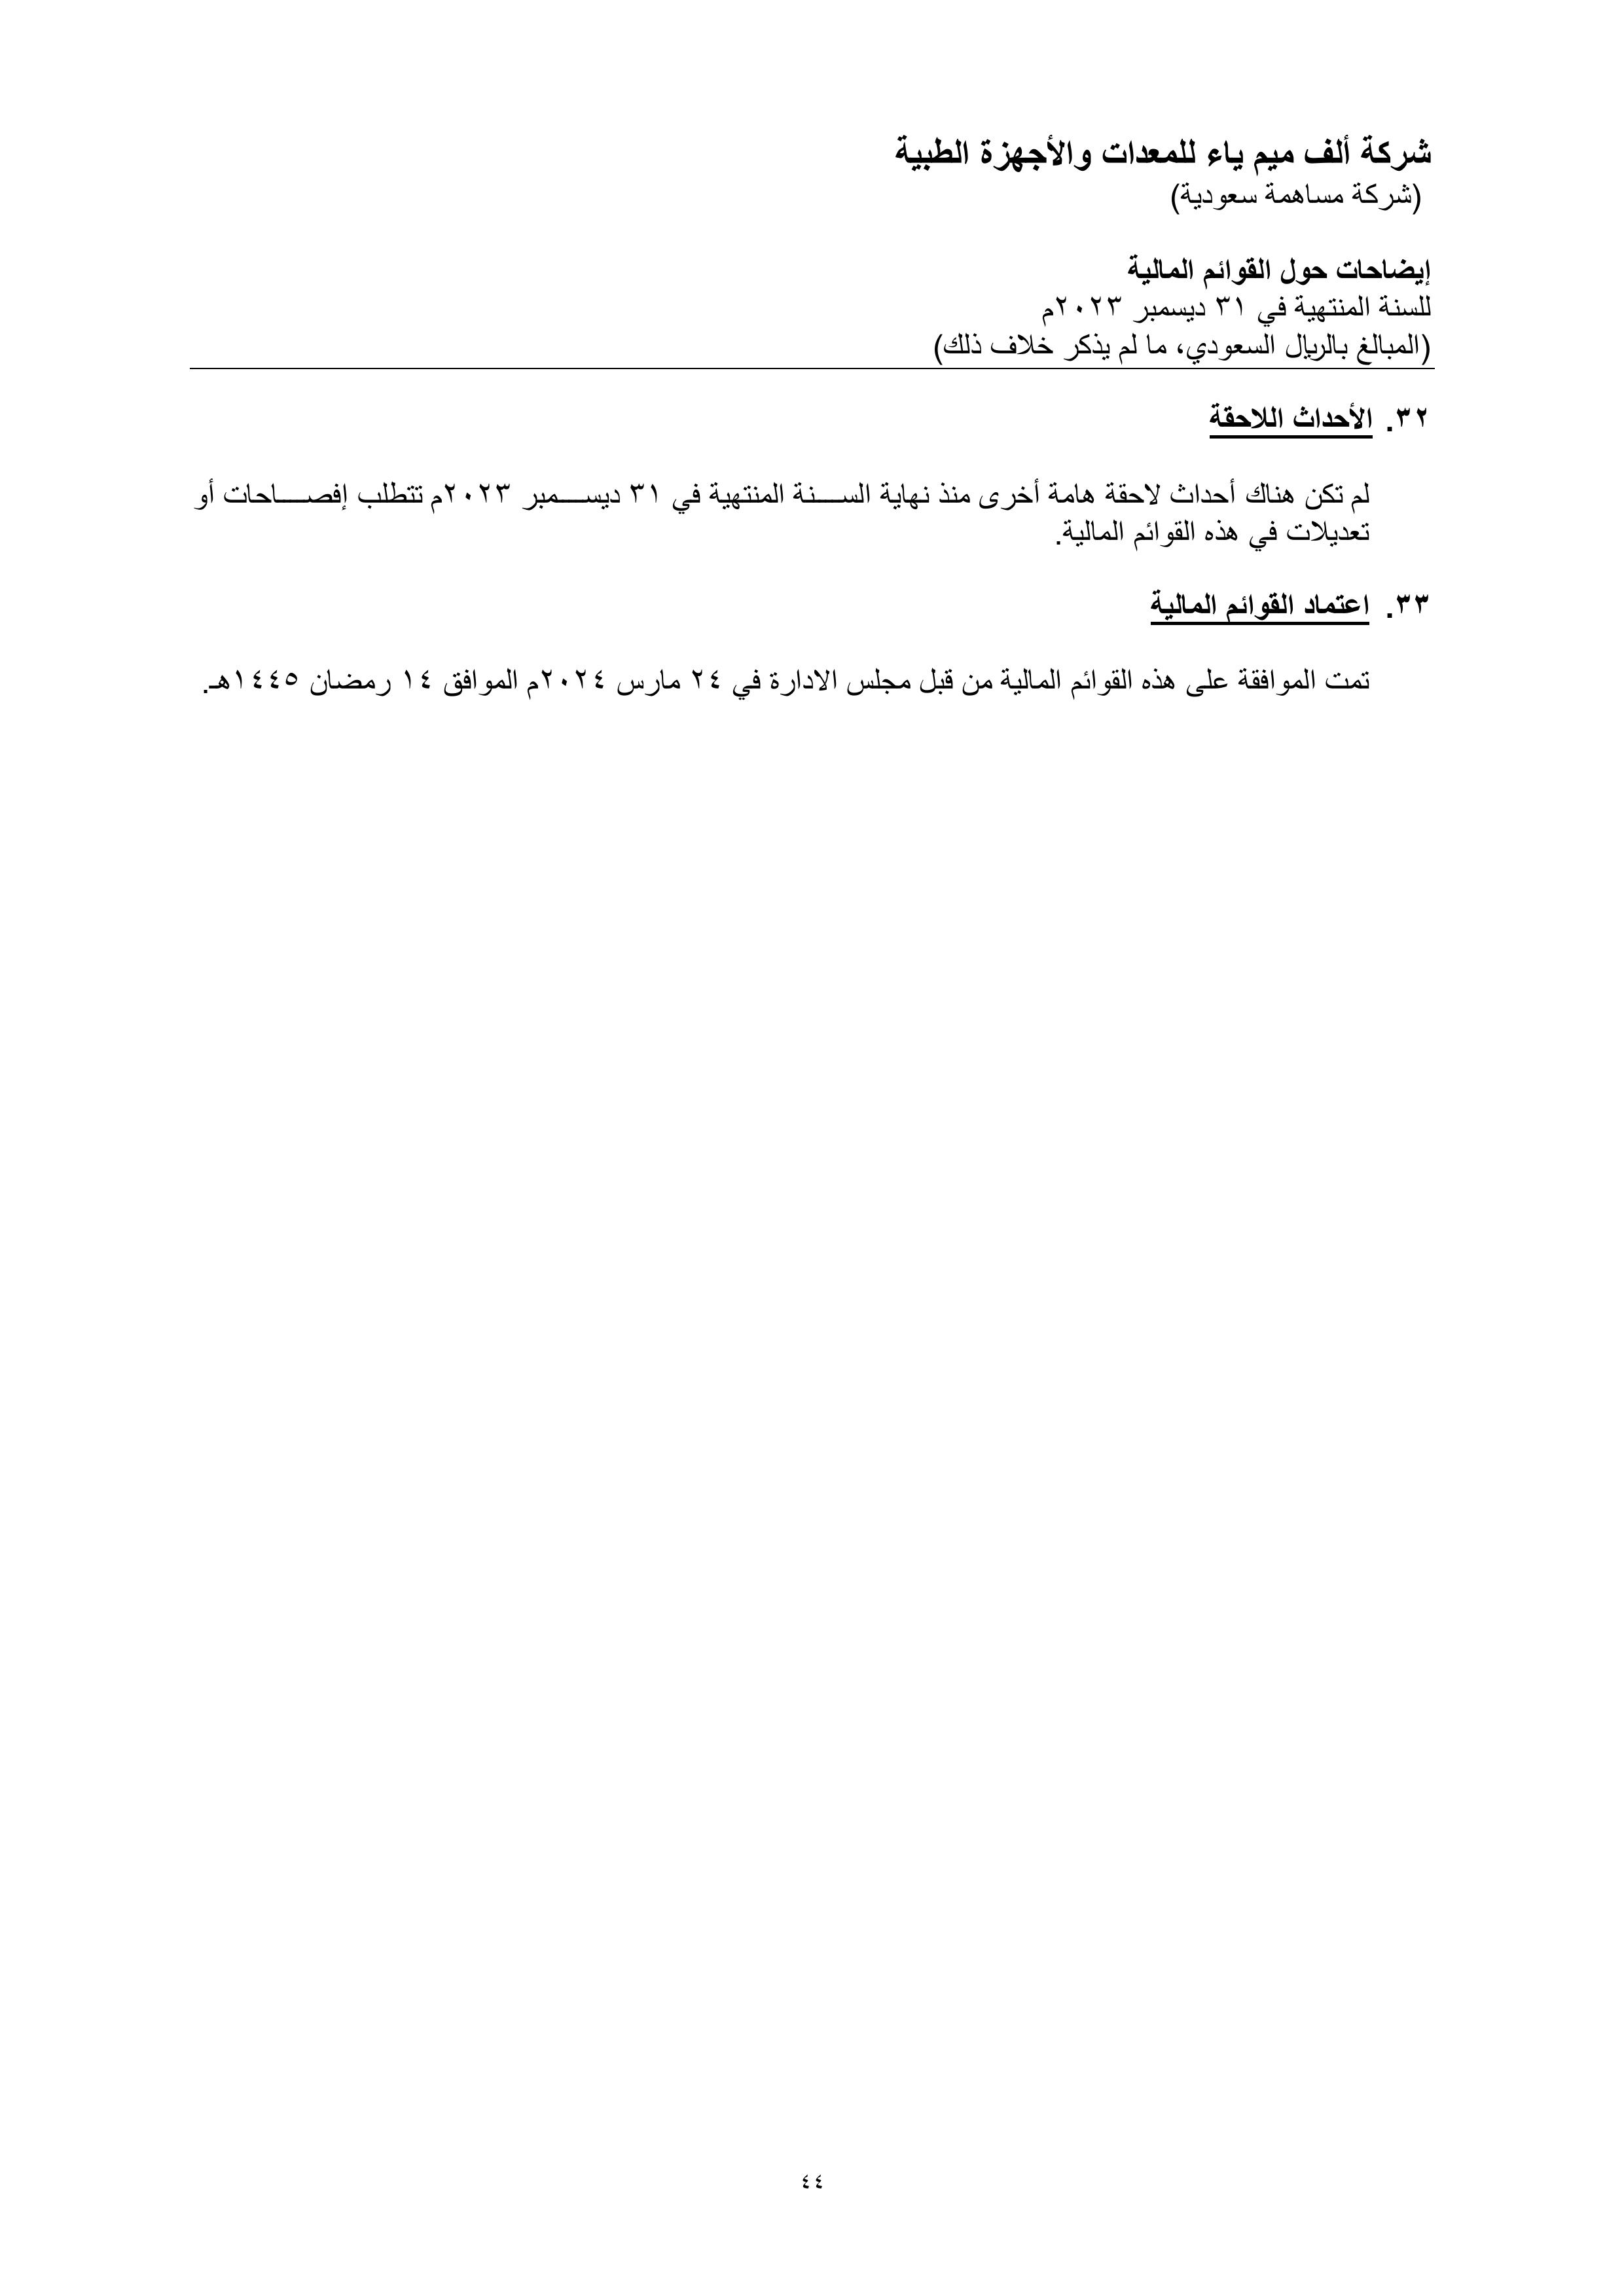 شركة ألف ميم ياء للمعدات والأجهزة الطبية
(شركة مساهمة سعودية)
إيضاحات حول القوائم المالية
للسنة المنتهية في ٣١ ديسمبر ٢٠٢٣م
(المبالغ بالريال السعودي، ما لم يذكر خلاف ذلك)
٣٢. الأحداث اللاحقة
لم تكن هناك أحداث لاحقة هامة أخرى منذ نهاية الســـنة المنتهية في ٣١ ديســـمبر ٢٠٢٣م تتطلب إفصـــاحات أو
تعديلات في هذه القوائم المالية.
٣٣. اعتماد القوائم المالية
تمت الموافقة على هذه القوائم المالية من قبل مجلس الادارة في ٢٤ مارس ٢٠٢٤م الموافق ١٤ رمضان ١٤٤٥هـ.
٤٤